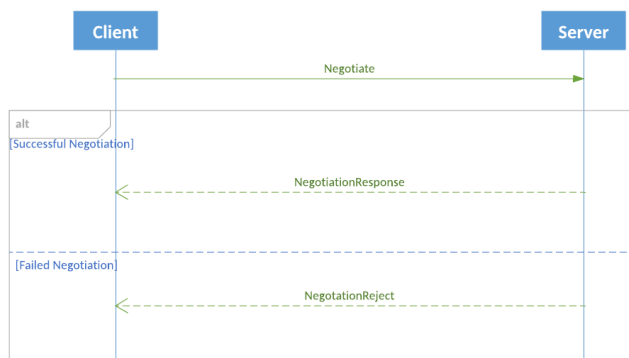 Client
Server
Negotiate
alt
[Successful Negotiation]
NegotiationResponse
[Failed Negotiation]
NegotationReject